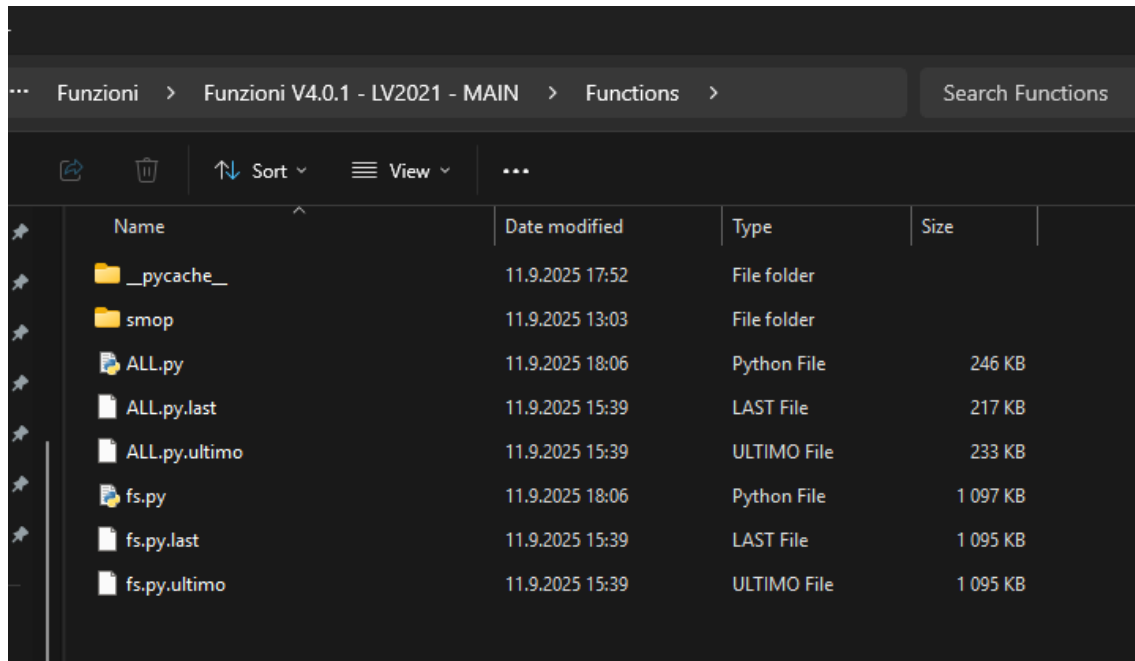 ... Funzioni > Funzioni V4.0.1 - LV2021 - MAIN > Functions > Search Functions
Sort View ...
Name Date modified Type Size
__pycache__ 11.9.2025 17:52 File folder
smop 11.9.2025 13:03 File folder
ALL.py 11.9.2025 18:06 Python File 246 KB
ALL.py.last 11.9.2025 15:39 LAST File 217 KB
ALL.py.ultimo 11.9.2025 15:39 ULTIMO File 233 KB
fs.py 11.9.2025 18:06 Python File 1 097 KB
fs.py.last 11.9.2025 15:39 LAST File 1 095 KB
fs.py.ultimo 11.9.2025 15:39 ULTIMO File 1 095 KB